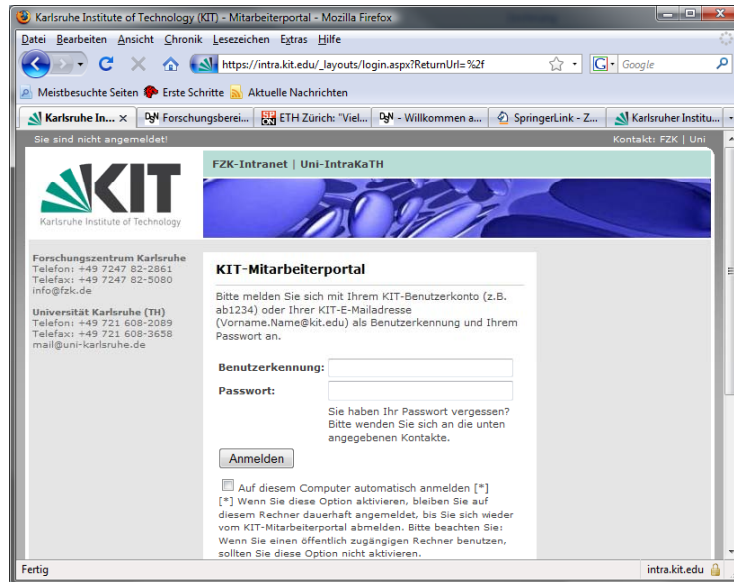 Karlsruhe Institute of Technology (KIT) - Mitarbeiterportal - Mozilla Firefox
Datei Bearbeiten Ansicht Chronik Lesezeichen Extras Hilfe
https://intra.kit.edu/_layouts/login.aspx?ReturnUrl=%2f
G Google
Meistbesuchte Seiten Erste Schritte Aktuelle Nachrichten
Karlsruhe In... Forschungsberei... ETH Zürich: "Viel... - Willkommen a... SpringerLink - Z... Karlsruher Institu...
Sie sind nicht angemeldet! Kontakt: FZK | Uni
FZK-Intranet | Uni-IntraKaTH
KIT
Karlsruhe Institute of Technology
Forschungszentrum Karlsruhe
Telefon: +49 7247 82-2861
Telefax: +49 7247 82-5080
info@fzk.de
Universität Karlsruhe (TH)
Telefon: +49 721 608-2089
Telefax: +49 721 608-3658
mail@uni-karlsruhe.de
KIT-Mitarbeiterportal
Bitte melden Sie sich mit Ihrem KIT-Benutzerkonto (z.B.
ab1234) oder Ihrer KIT-E-Mailadresse
(Vorname.Name@kit.edu) als Benutzerkennung und Ihrem
Passwort an.
Benutzerkennung:
Passwort:
Sie haben Ihr Passwort vergessen?
Bitte wenden Sie sich an die unten
angegebenen Kontakte.
Anmelden
Auf diesem Computer automatisch anmelden [*]
[*] Wenn Sie diese Option aktivieren, bleiben Sie auf
diesem Rechner dauerhaft angemeldet, bis Sie sich wieder
vom KIT-Mitarbeiterportal abmelden. Bitte beachten Sie:
Wenn Sie einen öffentlich zugängigen Rechner benutzen,
sollten Sie diese Option nicht aktivieren.
Fertig intra.kit.edu